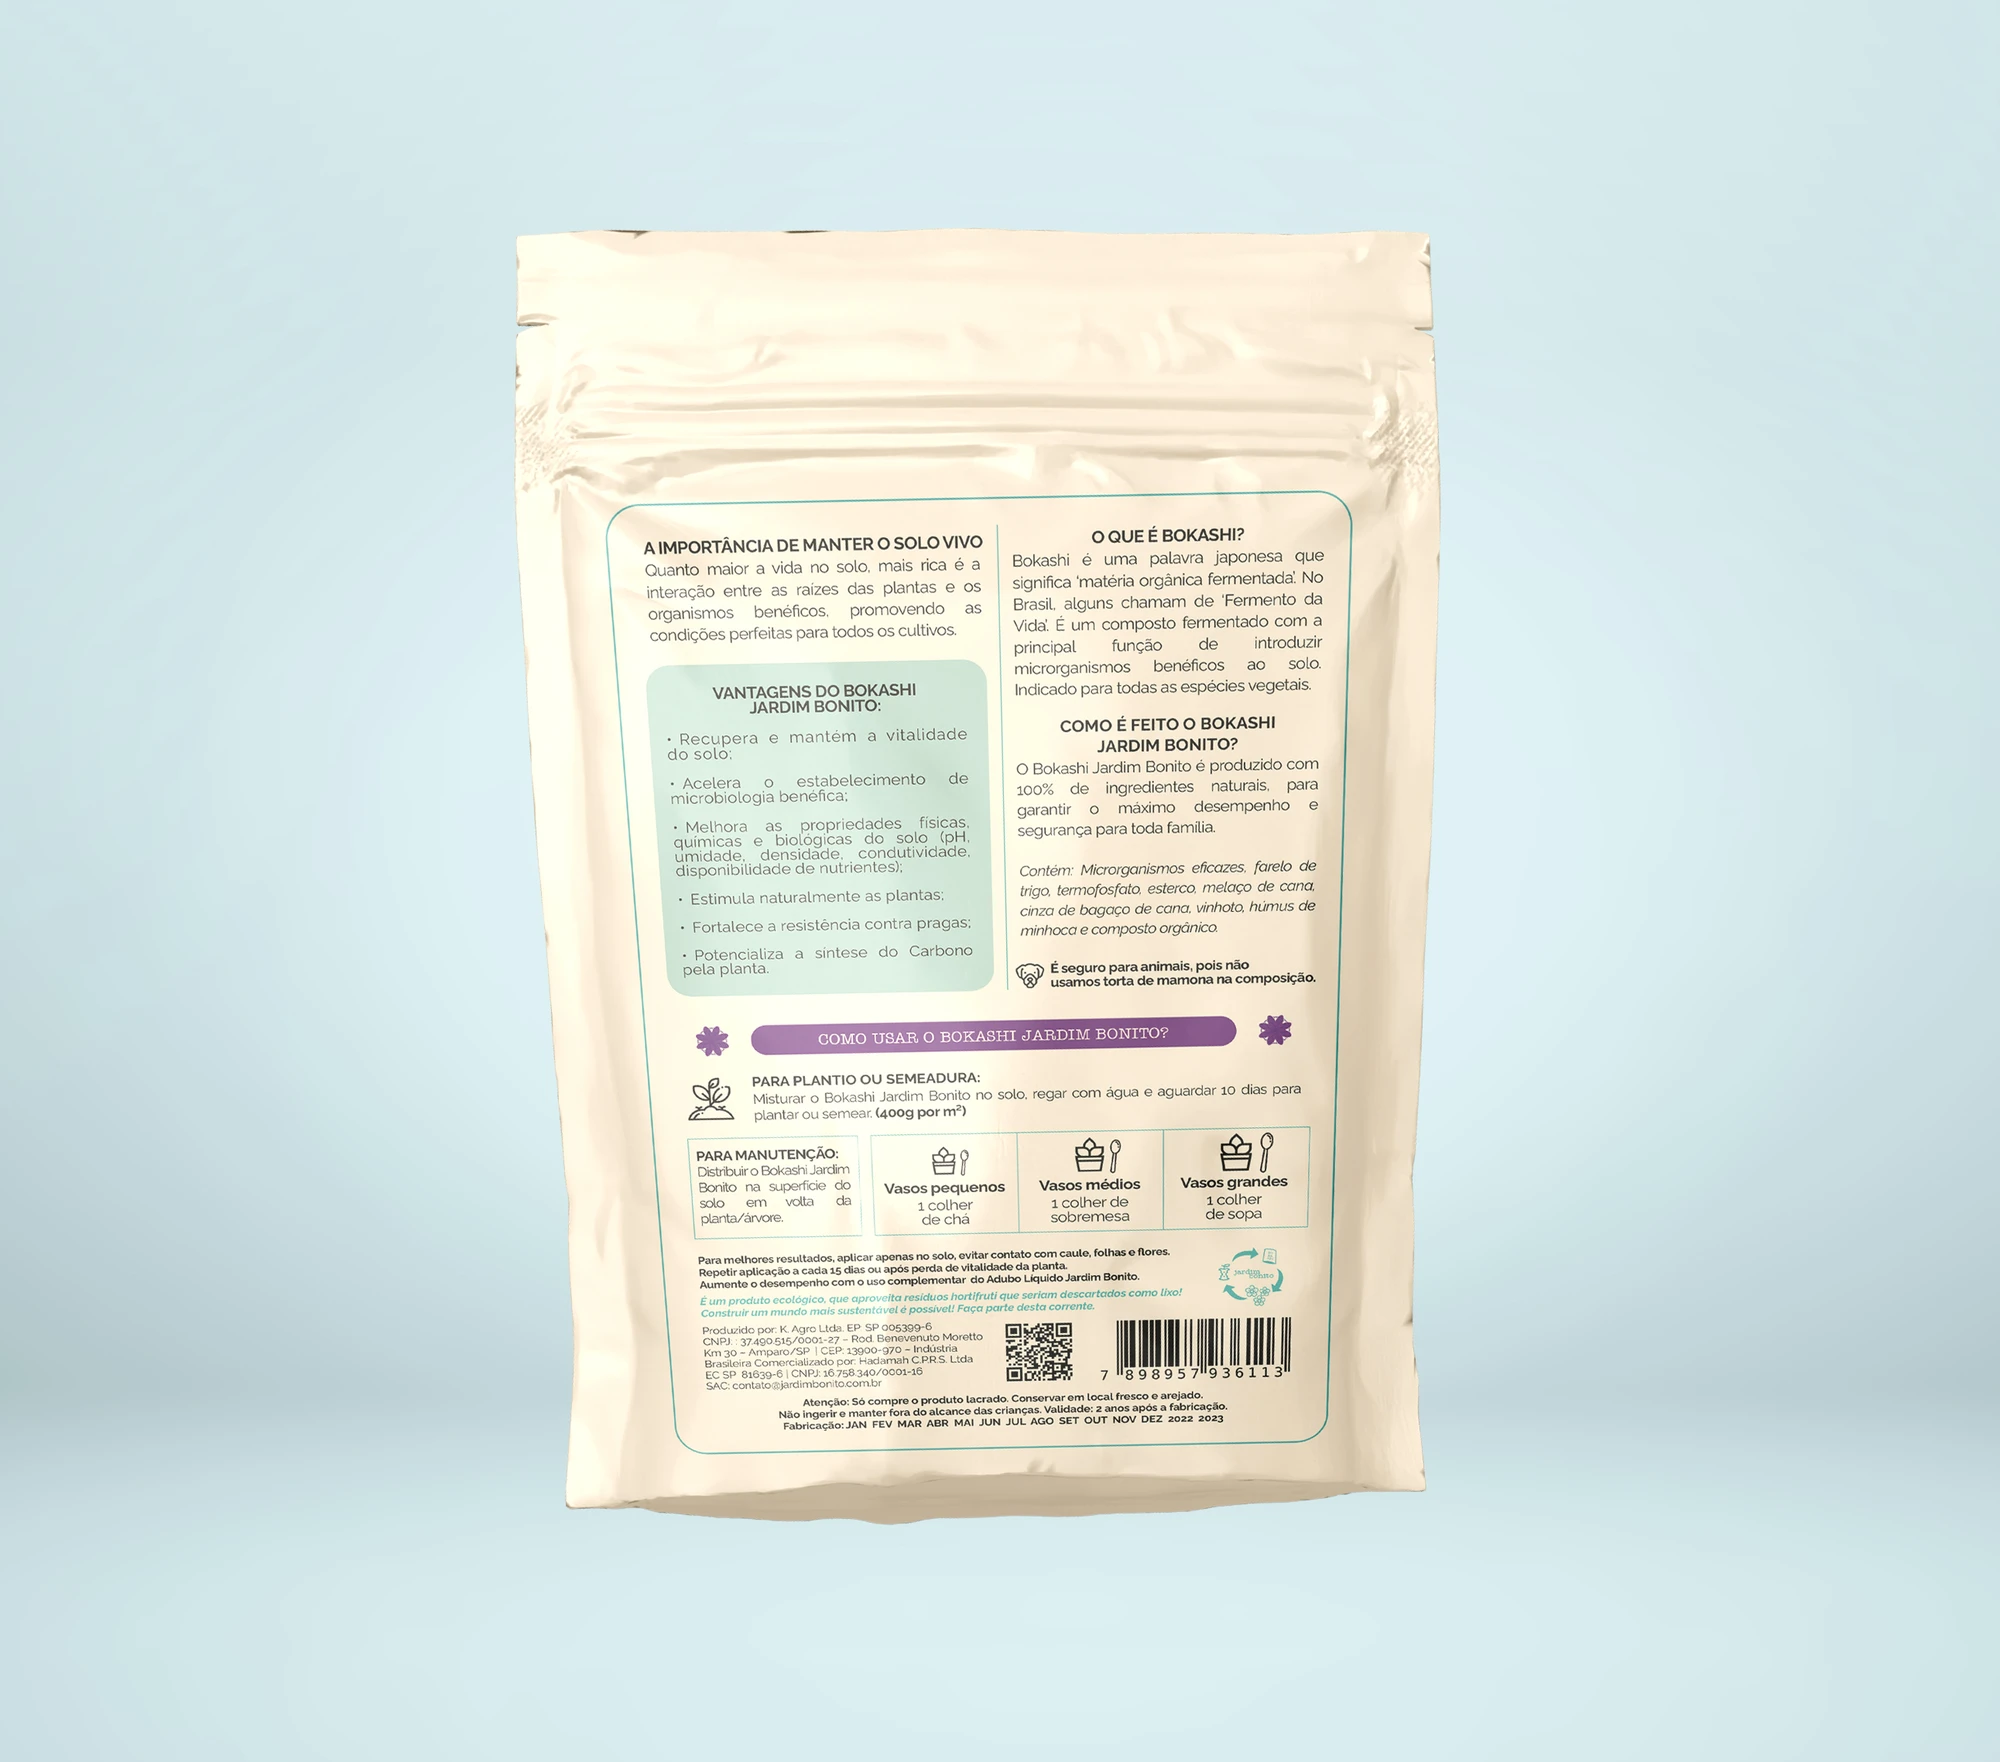 A IMPORTÂNCIA DE MANTER O SOLO VIVO
Quanto maior a vida no solo, mais rica é a
interação entre as raízes das plantas e os
organismos benéficos, promovendo as
condições perfeitas para todos os cultivos.
VANTAGENS DO BOKASHI
JARDIM BONITO:
• Recupera e mantém a vitalidade
do solo;
• Acelera o estabelecimento de
microbiologia benéfica;
• Melhora as propriedades físicas,
químicas e biológicas do solo (pH,
umidade, densidade, condutividade,
disponibilidade de nutrientes);
• Estimula naturalmente as plantas;
• Fortalece a resistência contra pragas;
• Potencializa a síntese do Carbono
pela planta.
O QUE É BOKASHI?
Bokashi é uma palavra japonesa que
significa 'matéria orgânica fermentada'. No
Brasil, alguns chamam de 'Fermento da
Vida'. É um composto fermentado com a
principal função de introduzir
microrganismos benéficos ao solo.
Indicado para todas as espécies vegetais.
COMO É FEITO O BOKASHI
JARDIM BONITO?
O Bokashi Jardim Bonito é produzido com
100% de ingredientes naturais, para
garantir o máximo desempenho e
segurança para toda família.
Contém: Microrganismos eficazes, farelo de
trigo, termofosfato, esterco, melaço de cana,
cinza de bagaço de cana, vinhoto, húmus de
minhoca e composto orgânico.
É seguro para animais, pois não
usamos torta de mamona na composição.
COMO USAR O BOKASHI JARDIM BONITO?
PARA PLANTIO OU SEMEADURA:
Misturar o Bokashi Jardim Bonito no solo, regar com água e aguardar 10 dias para
plantar ou semear. (400g por m²)
PARA MANUTENÇÃO:
Distribuir o Bokashi Jardim
Bonito na superfície do
solo em volta da
planta/árvore.
Vasos pequenos
1 colher
de chá
Vasos médios
1 colher de
sobremesa
Vasos grandes
1 colher
de sopa
Para melhores resultados, aplicar apenas no solo, evitar contato com caule, folhas e flores.
Repetir aplicação a cada 15 dias ou após perda de vitalidade da planta.
Aumente o desempenho com o uso complementar do Adubo Líquido Jardim Bonito.
É um produto ecológico, que aproveita resíduos hortifruti que seriam descartados como lixo!
Construir um mundo mais sustentável é possível! Faça parte desta corrente.
jardim
bonito
Produzido por: K. Agro Ltda. EP SP 005399-6
CNPJ: : 37.490.515/0001-27 – Rod. Benevenuto Moretto
Km 30 – Amparo/SP | CEP: 13900-970 – Indústria
Brasileira Comercializado por: Hadamah C.P.R.S. Ltda
EC SP 81639-6 | CNPJ: 16.758.340/0001-16
SAC: contato@jardimbonito.com.br
7 898957 936113
Atenção: Só compre o produto lacrado. Conservar em local fresco e arejado.
Não ingerir e manter fora do alcance das crianças. Validade: 2 anos após a fabricação.
Fabricação: JAN FEV MAR ABR MAI JUN JUL AGO SET OUT NOV DEZ 2022 2023